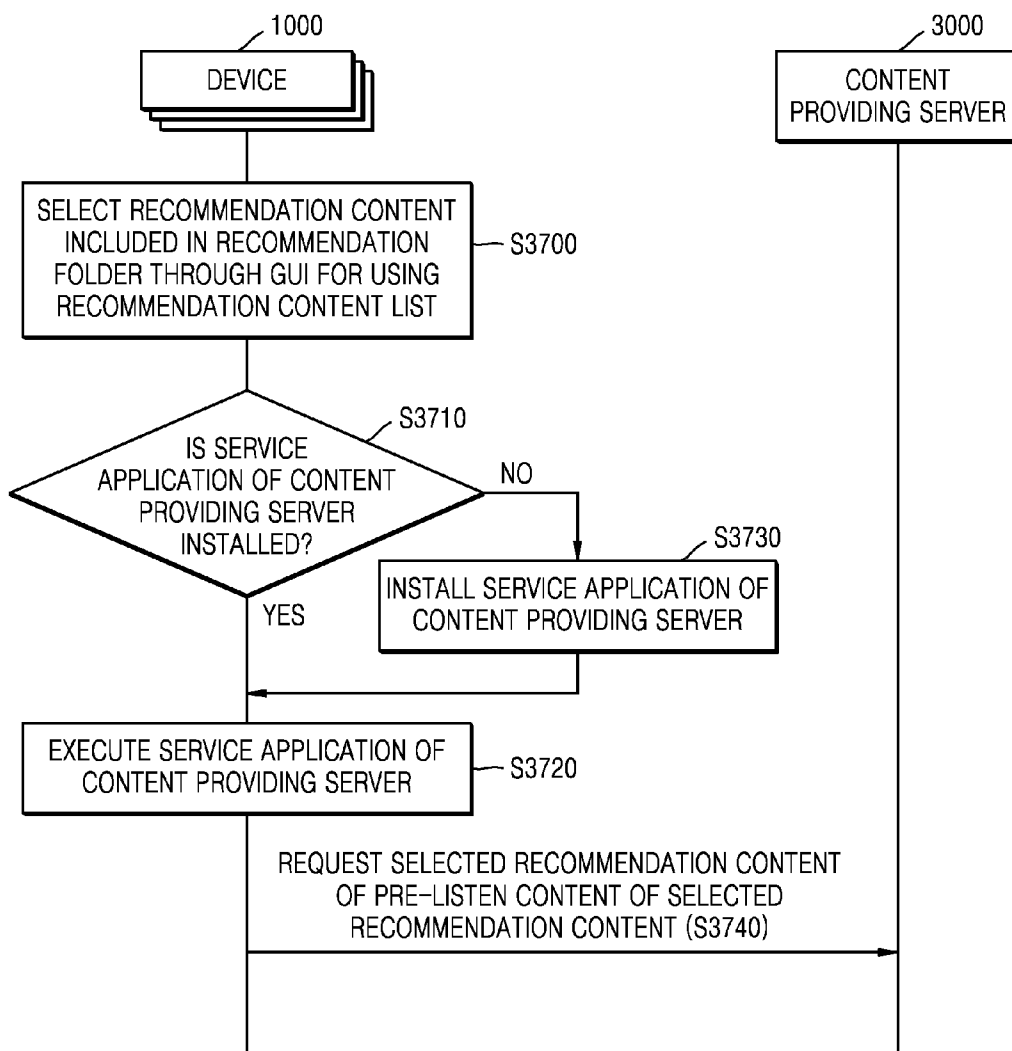 1000
DEVICE
3000
CONTENT
PROVIDING SERVER
SELECT RECOMMENDATION CONTENT
INCLUDED IN RECOMMENDATION
FOLDER THROUGH GUI FOR USING
RECOMMENDATION CONTENT LIST
S3700
S3710
IS SERVICE
APPLICATION OF CONTENT
PROVIDING SERVER
INSTALLED?
NO
YES
S3730
INSTALL SERVICE APPLICATION OF
CONTENT PROVIDING SERVER
EXECUTE SERVICE APPLICATION OF
CONTENT PROVIDING SERVER
S3720
REQUEST SELECTED RECOMMENDATION CONTENT
OF PRE-LISTEN CONTENT OF SELECTED
RECOMMENDATION CONTENT (S3740)